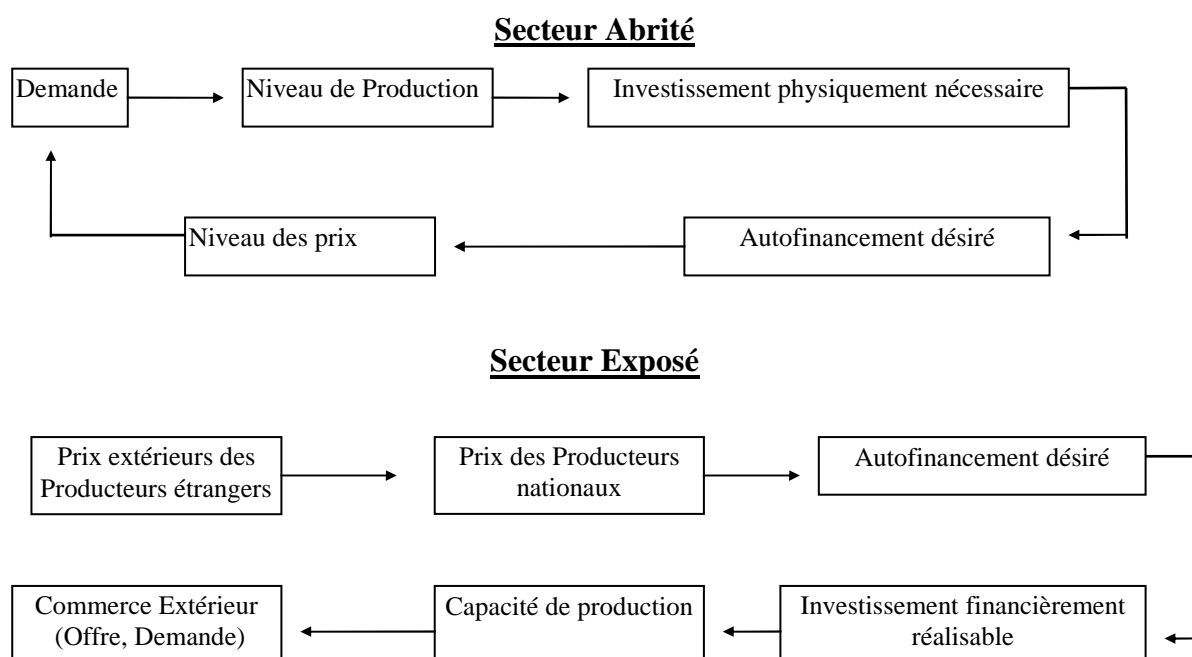 Secteur Abrité
Demande
Niveau de Production
Investissement physiquement nécessaire
Niveau des prix
Autofinancement désiré
Secteur Exposé
Prix extérieurs des
Producteurs étrangers
Prix des Producteurs
nationaux
Autofinancement désiré
Commerce Extérieur
(Offre, Demande)
Capacité de production
Investissement financièrement
réalisable